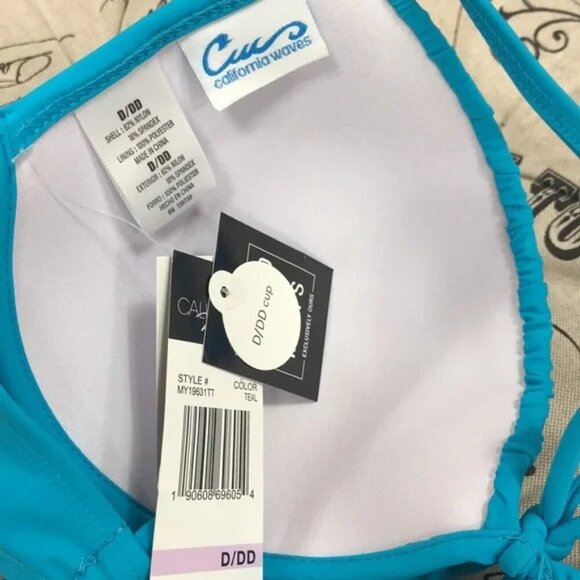 california waves
D/DD
SHELL: 82% NYLON
18% SPANDEX
LINING: 100% POLYESTER
MADE IN CHINA
D/DD
EXTERIOR: 82% NILON
18% SPANDEX
FORRO: 100% POLYESTER
HECHO EN CHINA
D/DD cup
EXCLUSIVELY OURS
STYLE #
MY19631TT
COLOR
TEAL
1 90608 69605 4
D/DD